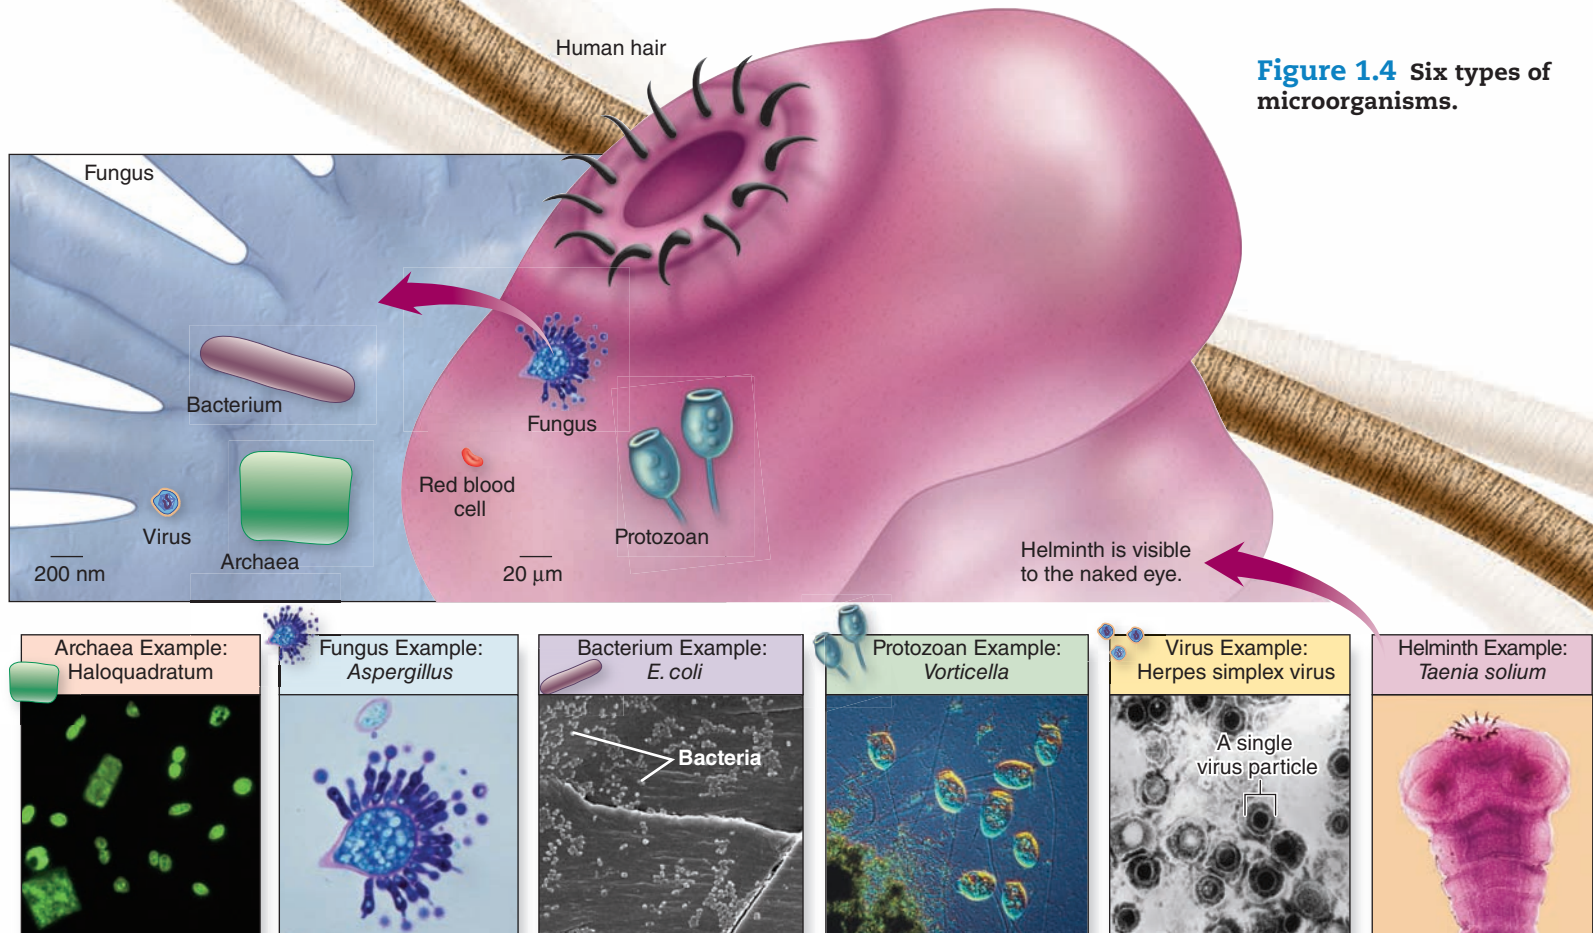 Human hair
Figure 1.4 Six types of
microorganisms.
Fungus
Bacterium
Fungus
Red blood
cell
Virus
Archaea
Protozoan
200 nm
20 µm
Helminth is visible
to the naked eye.
Archaea Example:
Haloquadratum
Fungus Example:
Aspergillus
Bacterium Example:
E. coli
Bacteria
Protozoan Example:
Vorticella
Virus Example:
Herpes simplex virus
A single
virus particle
Helminth Example:
Taenia solium